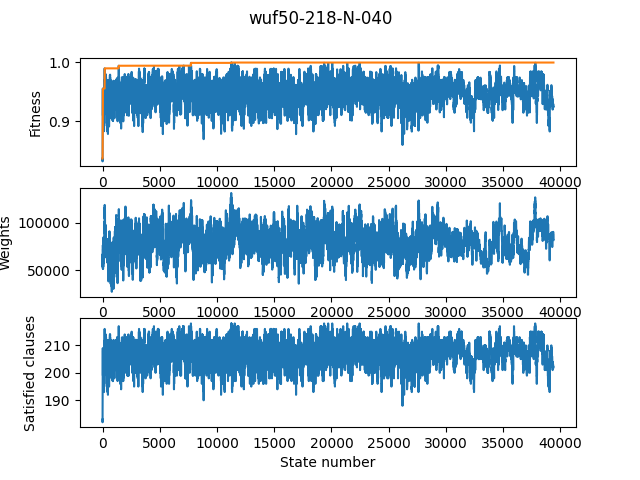 wuf50-218-N-040
1.0
0.9
Fitness
0 5000 10000 15000 20000 25000 30000 35000 40000
100000
50000
Weights
0 5000 10000 15000 20000 25000 30000 35000 40000
210
200
190
Satisfied clauses
0 5000 10000 15000 20000 25000 30000 35000 40000
State number